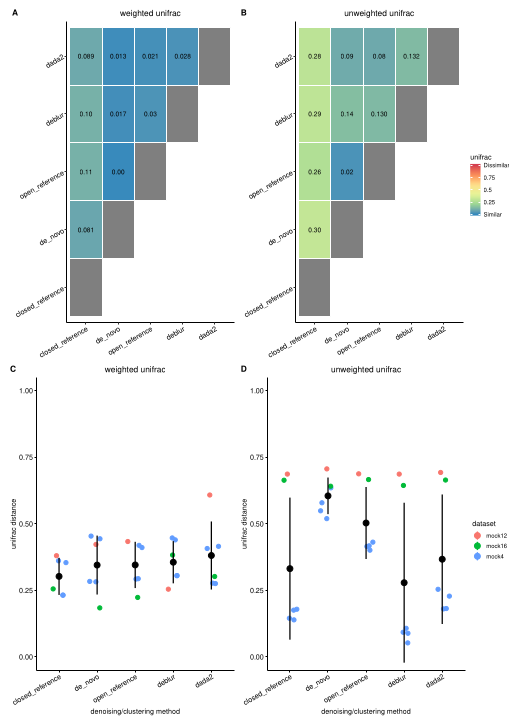 A
weighted unifrac
dada2
0.089
0.013
0.021
0.028
deblur
0.10
0.017
0.03
open_reference
0.11
0.00
de_novo
0.081
closed_reference
closed_reference
de_novo
open_reference
deblur
dada2
B
unweighted unifrac
dada2
0.28
0.09
0.08
0.132
deblur
0.29
0.14
0.130
open_reference
0.26
0.02
de_novo
0.30
closed_reference
closed_reference
de_novo
open_reference
deblur
dada2
unifrac
Dissimilar
0.75
0.5
0.25
Similar
C
weighted unifrac
unifrac distance
1.00
0.75
0.50
0.25
0.00
closed_reference
de_novo
open_reference
deblur
dada2
denoising/clustering method
D
unweighted unifrac
unifrac distance
1.00
0.75
0.50
0.25
0.00
closed_reference
de_novo
open_reference
deblur
dada2
denoising/clustering method
dataset
mock12
mock16
mock4